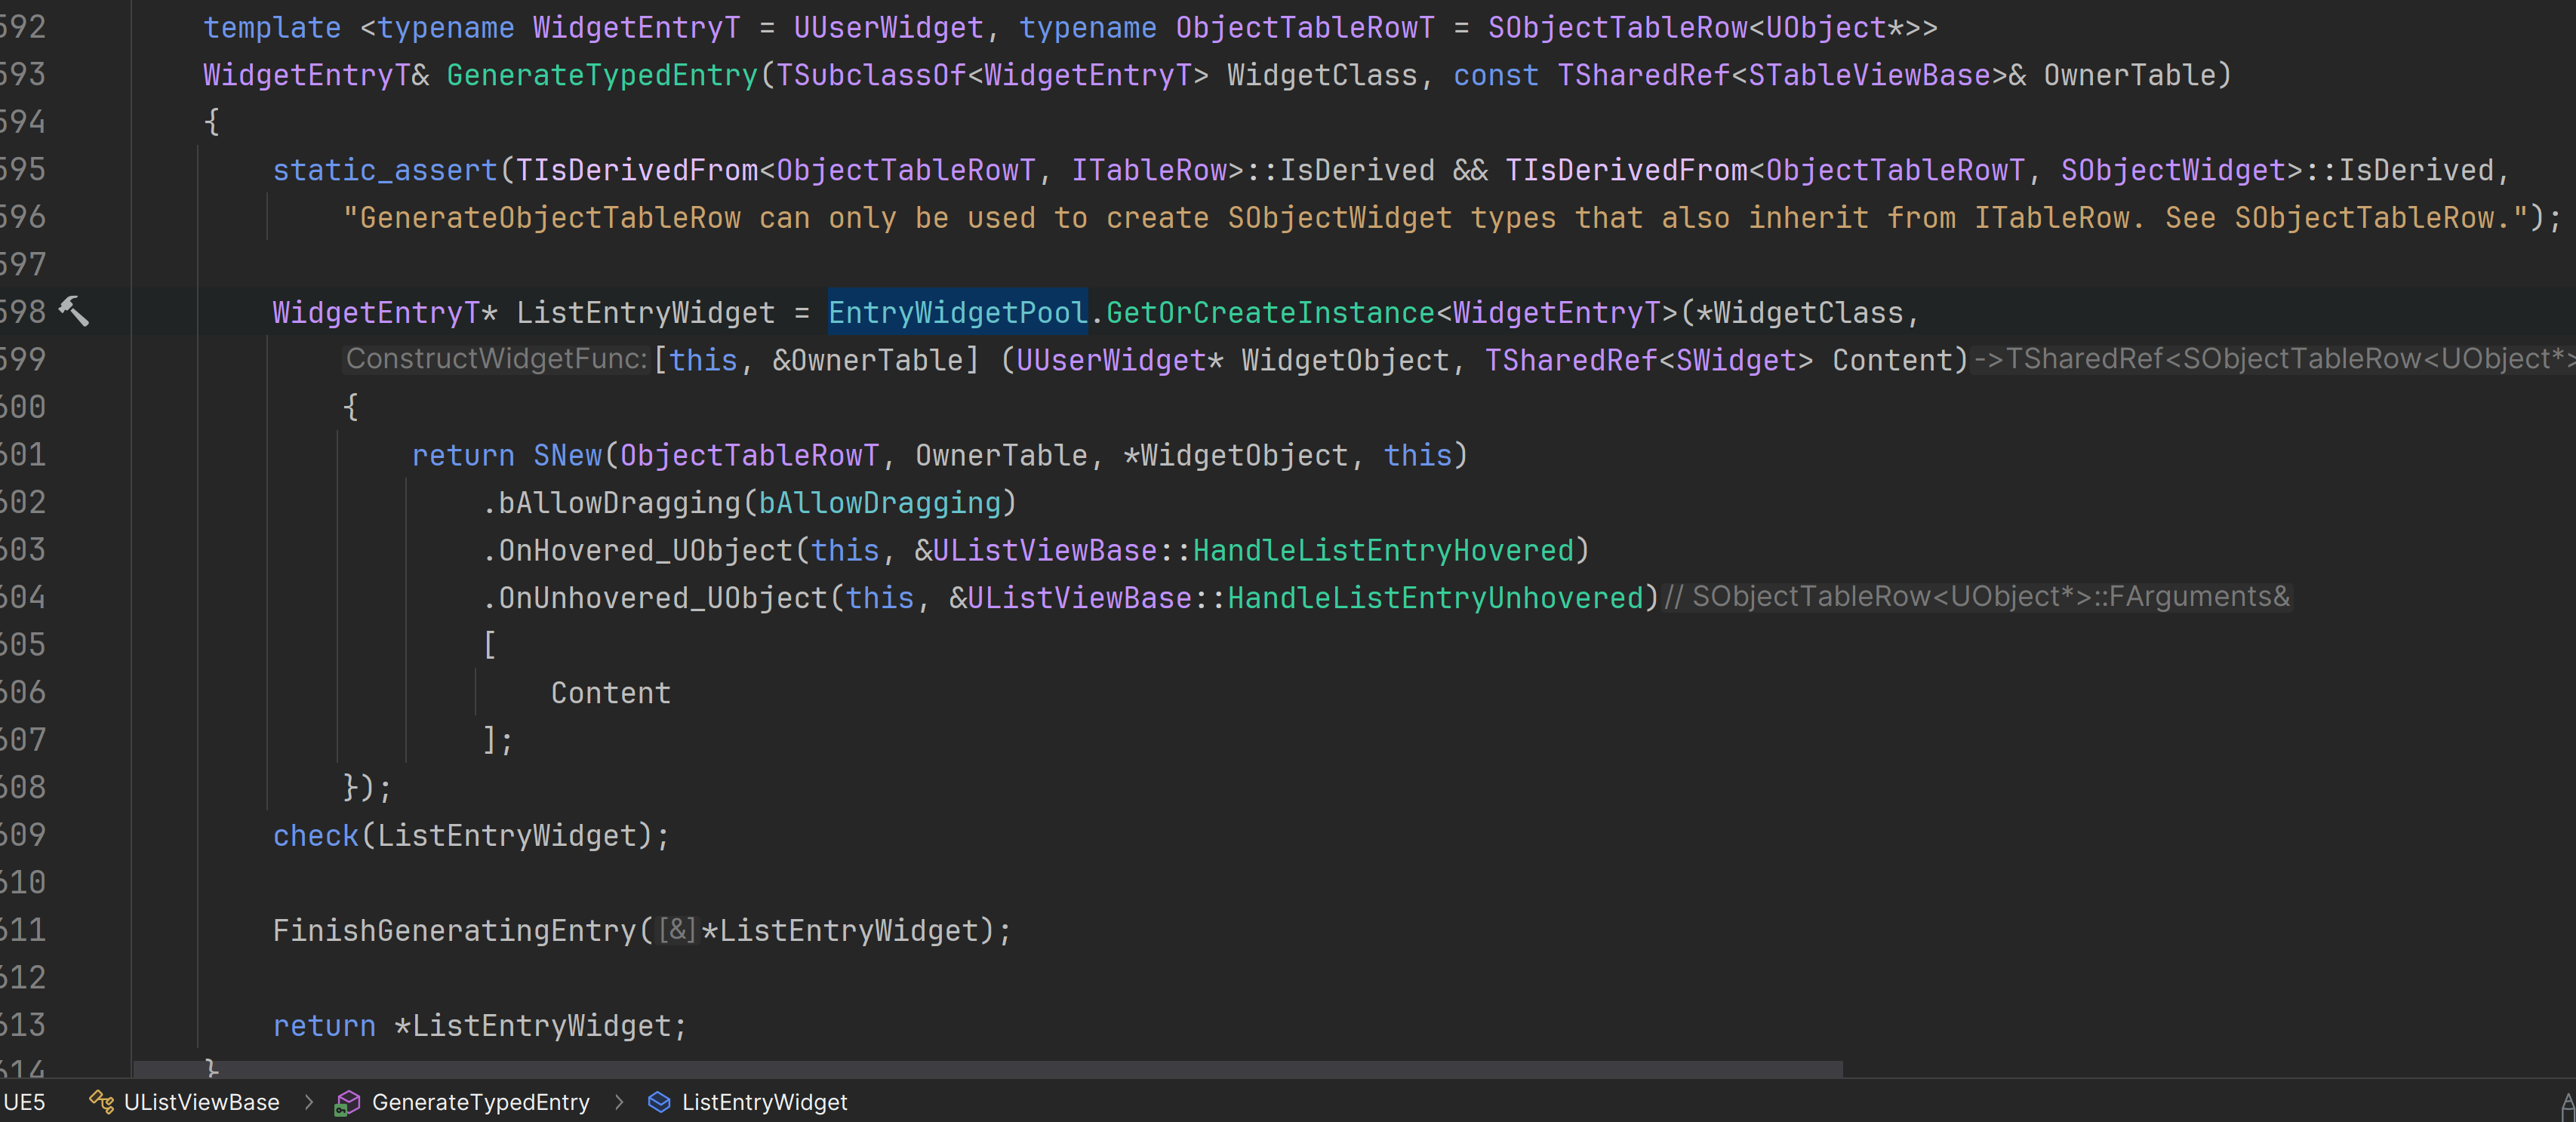 592 template <typename WidgetEntryT = UUserWidget, typename ObjectTableRowT = SObjectTableRow<UObject*>>
593 WidgetEntryT& GenerateTypedEntry(TSubclassOf<WidgetEntryT> WidgetClass, const TSharedRef<STableViewBase>& OwnerTable)
594 {
595 static_assert(TIsDerivedFrom<ObjectTableRowT, ITableRow>::IsDerived && TIsDerivedFrom<ObjectTableRowT, SObjectWidget>::IsDerived,
596 "GenerateObjectTableRow can only be used to create SObjectWidget types that also inherit from ITableRow. See SObjectTableRow.");
597
598 WidgetEntryT* ListEntryWidget = EntryWidgetPool.GetOrCreateInstance<WidgetEntryT>(*WidgetClass,
599 ConstructWidgetFunc: [this, &OwnerTable] (UUserWidget* WidgetObject, TSharedRef<SWidget> Content) ->TSharedRef<SObjectTableRow<UObject*>
600 {
601 return SNew(ObjectTableRowT, OwnerTable, *WidgetObject, this)
602 .bAllowDragging(bAllowDragging)
603 .OnHovered_UObject(this, &UListViewBase::HandleListEntryHovered)
604 .OnUnhovered_UObject(this, &UListViewBase::HandleListEntryUnhovered) // SObjectTableRow<UObject*>::FArguments&
605 [
606 Content
607 ];
608 });
609 check(ListEntryWidget);
610
611 FinishGeneratingEntry([&] *ListEntryWidget);
612
613 return *ListEntryWidget;
614 }
UE5 UListViewBase > GenerateTypedEntry > ListEntryWidget